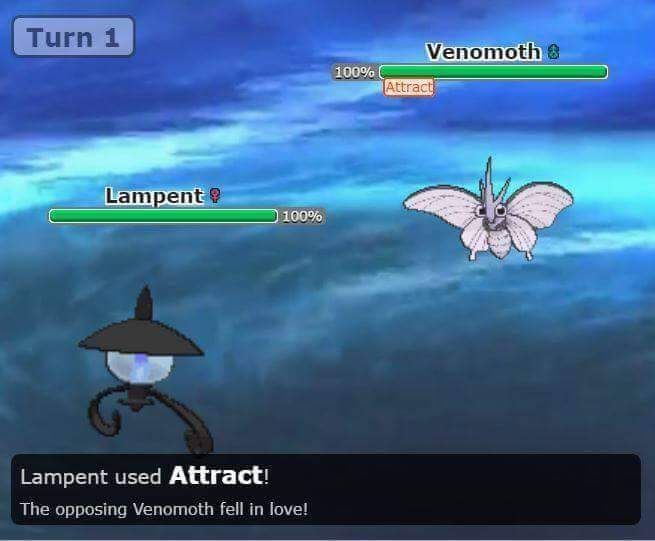 Turn 1
Venomoth
100%
Attract
Lampent
100%
Lampent used Attract!
The opposing Venomoth fell in love!